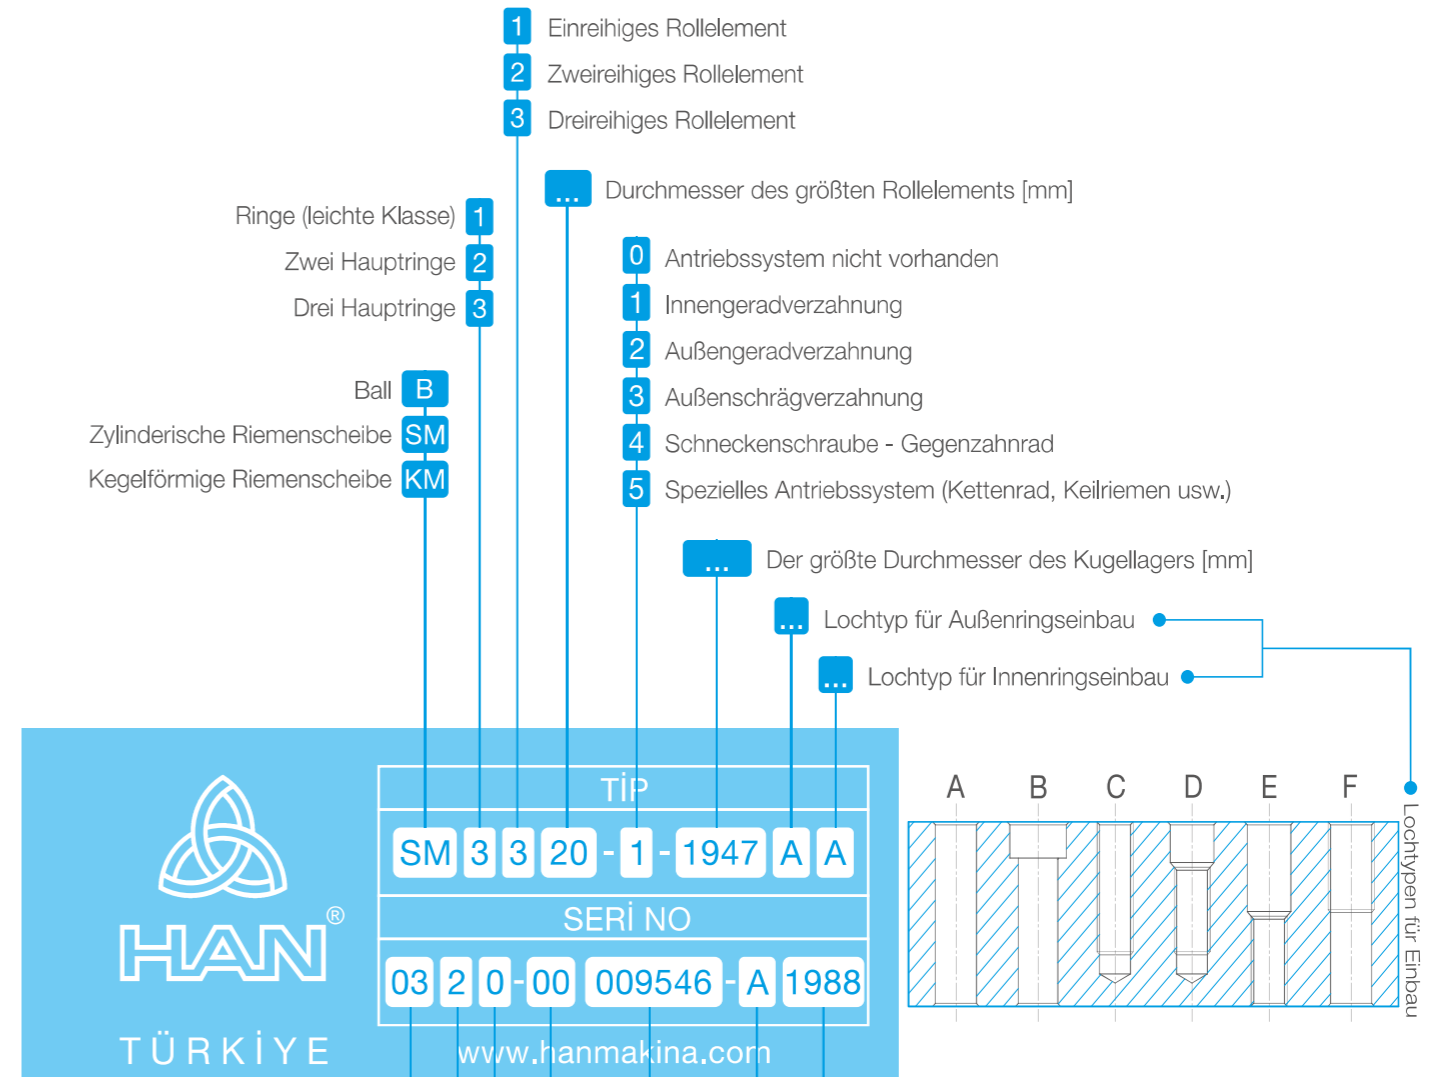 1 Einreihiges Rollelement
2 Zweireihiges Rollelement
3 Dreireihiges Rollelement
... Durchmesser des größten Rollelements [mm]
Ringe (leichte Klasse) 1
Zwei Hauptringe 2
Drei Hauptringe 3
0 Antriebssystem nicht vorhanden
1 Innengeradverzahnung
2 Außengeradverzahnung
3 Außenschrägverzahnung
4 Schneckenschraube - Gegenzahnrad
5 Spezielles Antriebssystem (Kettenrad, Keilriemen usw.)
Ball B
Zylinderische Riemenscheibe SM
Kegelförmige Riemenscheibe KM
... Der größte Durchmesser des Kugellagers [mm]
... Lochtyp für Außenringseinbau
... Lochtyp für Innenringseinbau
TİP
SM 3 3 20 - 1 - 1947 A A
SERİ NO
03 2 0 - 00 009546 - A 1988
www.hanmakina.com
HAN®
TÜRKİYE
A B C D E F
Lochtypen für Einbau